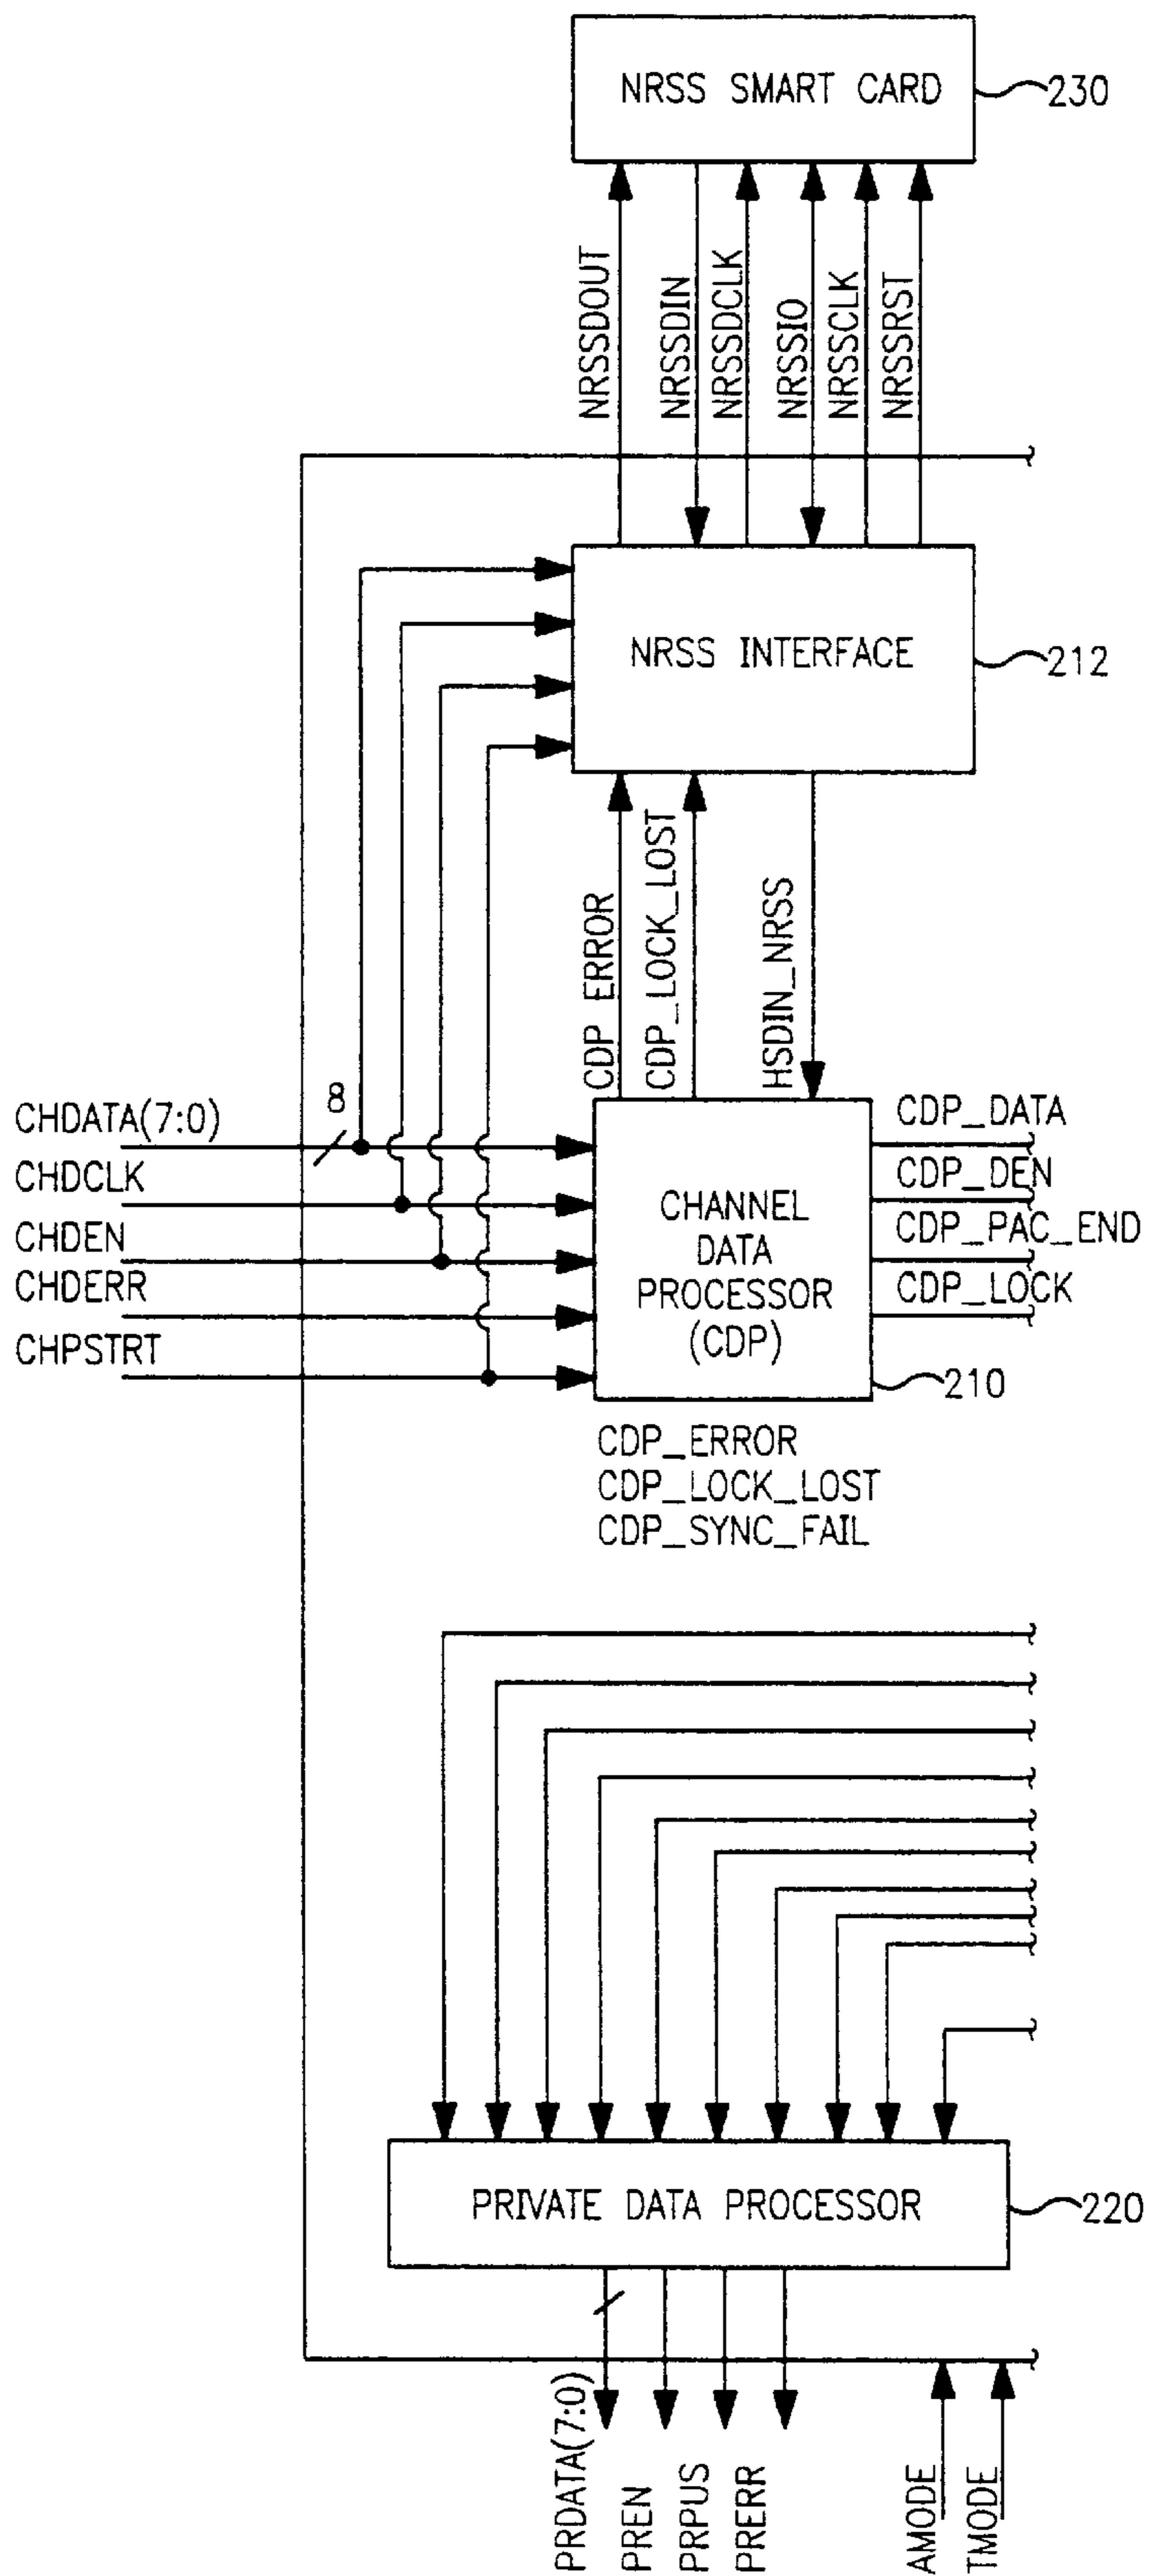 NRSS SMART CARD
230
NRSSDOUT
NRSSDIN
NRSSDCLK
NRSSIO
NRSSCLK
NRSSRST
NRSS INTERFACE
212
CDP_ERROR
CDP_LOCK_LOST
HSDIN_NRSS
8
CHDATA(7:0)
CHDCLK
CHDEN
CHDERR
CHPSTRT
CHANNEL
DATA
PROCESSOR
(CDP)
210
CDP_DATA
CDP_DEN
CDP_PAC_END
CDP_LOCK
CDP_ERROR
CDP_LOCK_LOST
CDP_SYNC_FAIL
PRIVATE DATA PROCESSOR
220
PRDATA(7:0)
PREN
PRPUS
PRERR
AMODE
TMODE